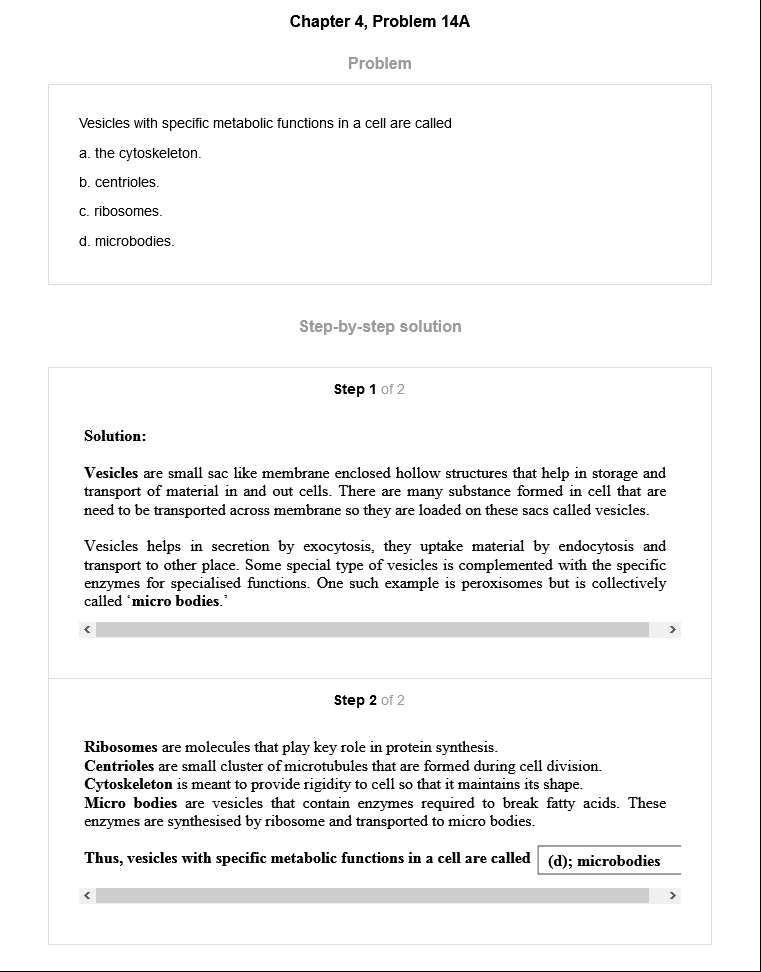 Chapter 4, Problem 14A
Problem
Vesicles with specific metabolic functions in a cell are called
a. the cytoskeleton.
b. centrioles.
c. ribosomes.
d. microbodies.
Step-by-step solution
Step 1 of 2
Solution:
Vesicles are small sac like membrane enclosed hollow structures that help in storage and
transport of material in and out cells. There are many substance formed in cell that are
need to be transported across membrane so they are loaded on these sacs called vesicles.
Vesicles helps in secretion by exocytosis, they uptake material by endocytosis and
transport to other place. Some special type of vesicles is complemented with the specific
enzymes for specialised functions. One such example is peroxisomes but is collectively
called ‘micro bodies.’
Step 2 of 2
Ribosomes are molecules that play key role in protein synthesis.
Centrioles are small cluster of microtubules that are formed during cell division.
Cytoskeleton is meant to provide rigidity to cell so that it maintains its shape.
Micro bodies are vesicles that contain enzymes required to break fatty acids. These
enzymes are synthesised by ribosome and transported to micro bodies.
Thus, vesicles with specific metabolic functions in a cell are called (d); microbodies